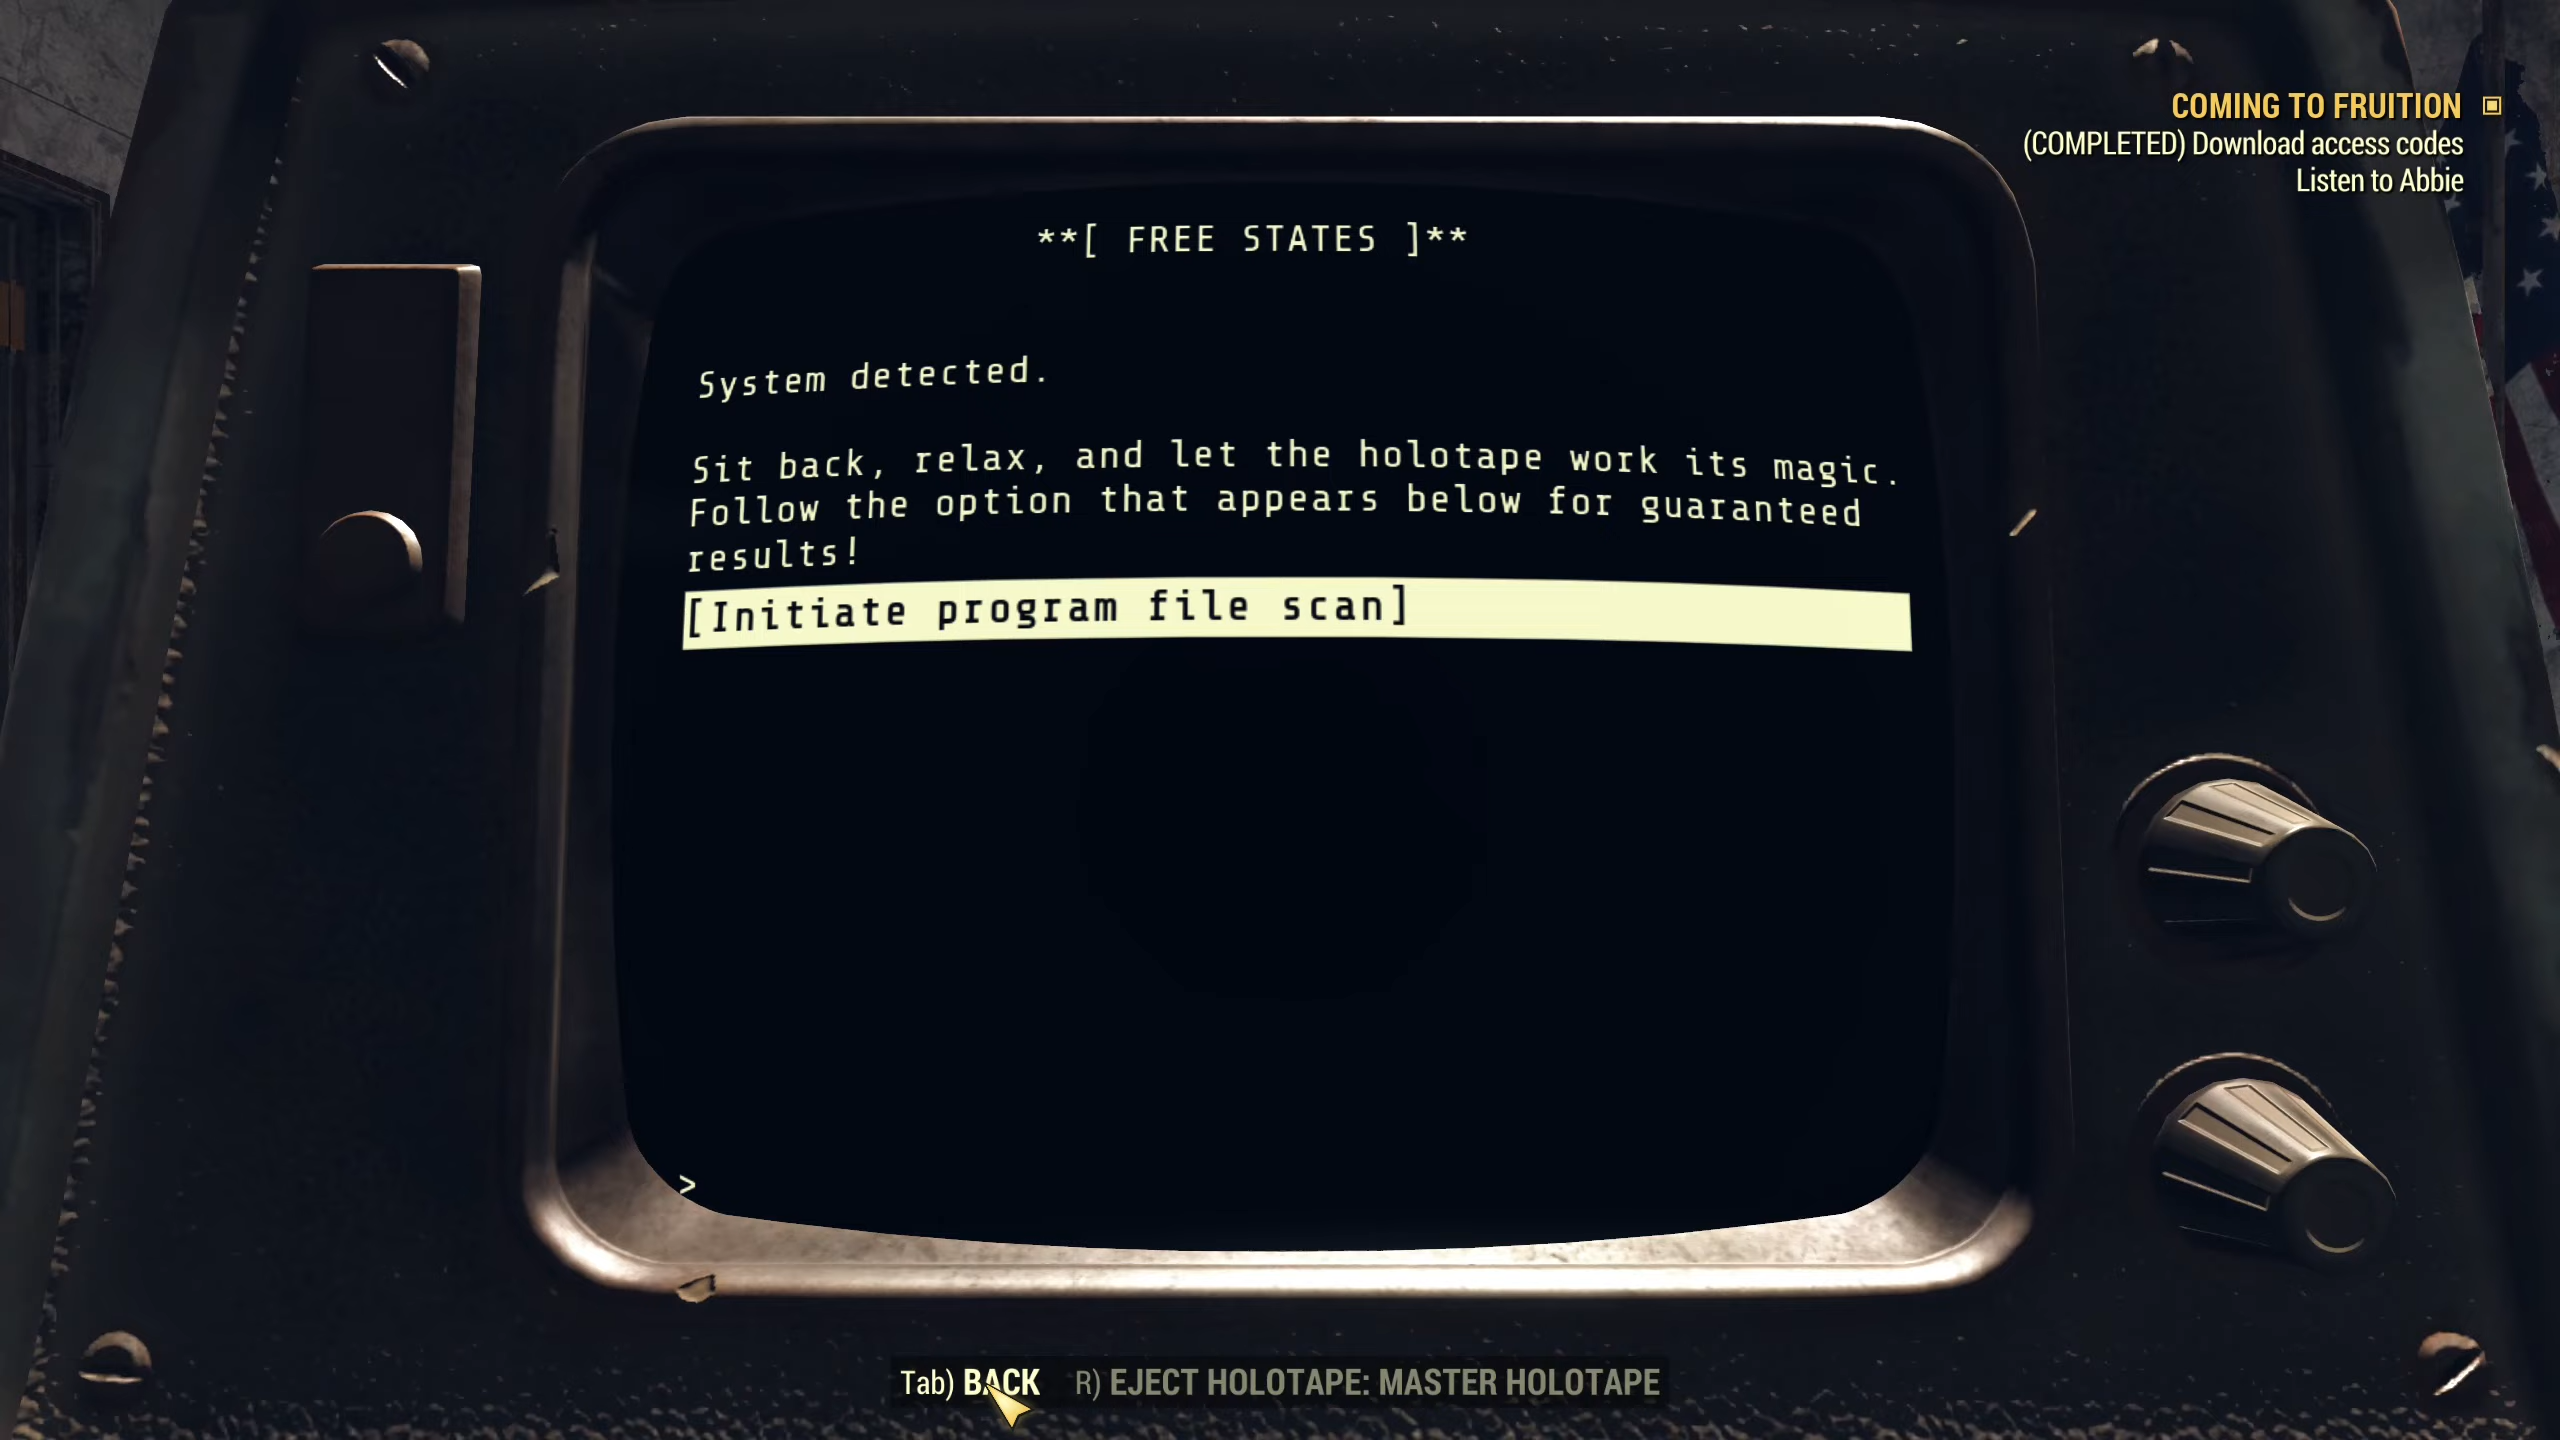 COMING TO FRUITION
(COMPLETED) Download access codes
Listen to Abbie
**[ FREE STATES ]**
System detected.
Sit back, relax, and let the holotape work its magic.
Follow the option that appears below for guaranteed
results!
[Initiate program file scan]
>
Tab) BACK R) EJECT HOLOTAPE: MASTER HOLOTAPE